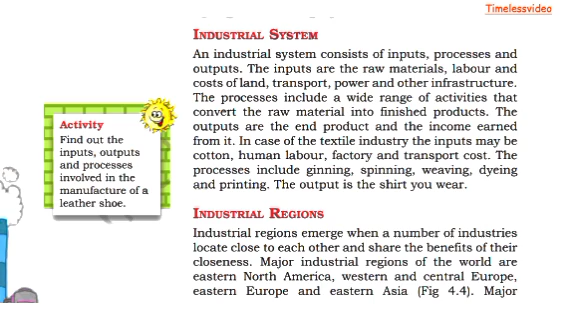 Timelessvideo
INDUSTRIAL SYSTEM
An industrial system consists of inputs, processes and
outputs. The inputs are the raw materials, labour and
costs of land, transport, power and other infrastructure.
The processes include a wide range of activities that
convert the raw material into finished products. The
outputs are the end product and the income earned
from it. In case of the textile industry the inputs may be
cotton, human labour, factory and transport cost. The
processes include ginning, spinning, weaving, dyeing
and printing. The output is the shirt you wear.
Activity
Find out the
inputs, outputs
and processes
involved in the
manufacture of a
leather shoe.
INDUSTRIAL REGIONS
Industrial regions emerge when a number of industries
locate close to each other and share the benefits of their
closeness. Major industrial regions of the world are
eastern North America, western and central Europe,
eastern Europe and eastern Asia (Fig 4.4). Major